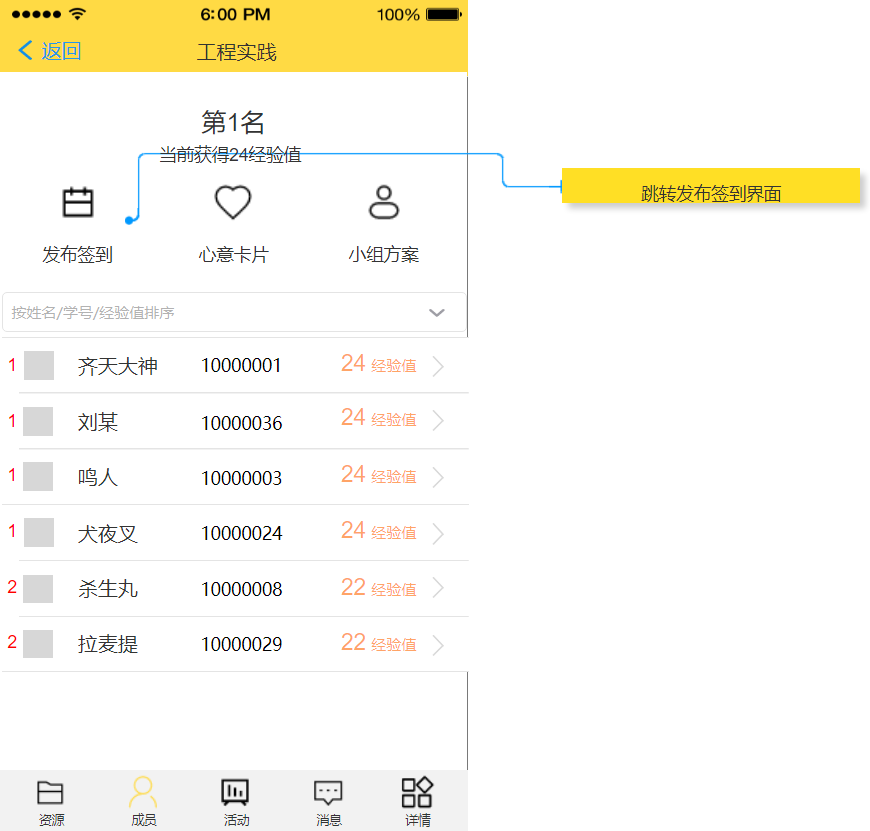 6:00 PM 100%
返回 工程实践
第1名
当前获得24经验值
跳转发布签到界面
发布签到 心意卡片 小组方案
按姓名/学号/经验值排序
1 齐天大神 10000001 24 经验值
1 刘某 10000036 24 经验值
1 鸣人 10000003 24 经验值
1 犬夜叉 10000024 24 经验值
2 杀生丸 10000008 22 经验值
2 拉麦提 10000029 22 经验值
资源 成员 活动 消息 详情